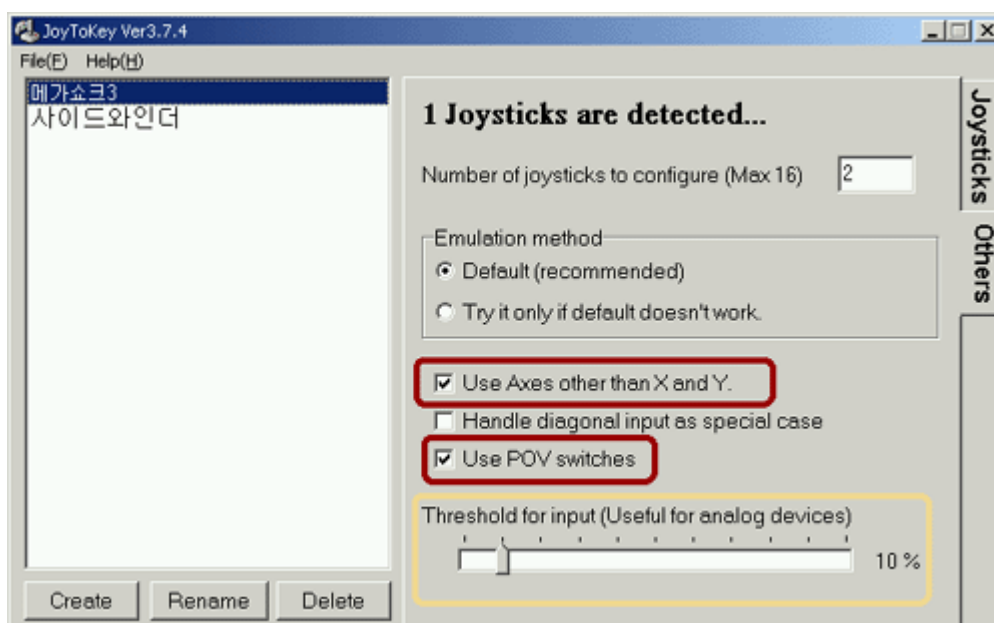 JoyToKey Ver3.7.4
File(F) Help(H)
메가쇼크3
사이드와인더
Create Rename Delete
1 Joysticks are detected...
Number of joysticks to configure (Max 16) 2
Emulation method
Default (recommended)
Try it only if default doesn't work.
Use Axes other than X and Y.
Handle diagonal input as special case
Use POV switches
Threshold for input (Useful for analog devices)
10 %
Joysticks
Others